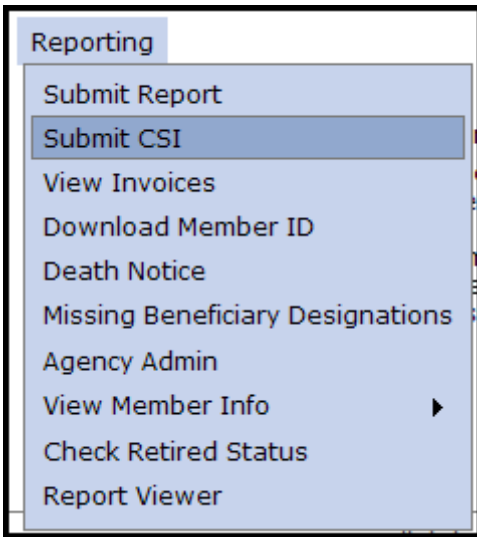 Reporting
Submit Report
Submit CSI
View Invoices
Download Member ID
Death Notice
Missing Beneficiary Designations
Agency Admin
View Member Info
Check Retired Status
Report Viewer